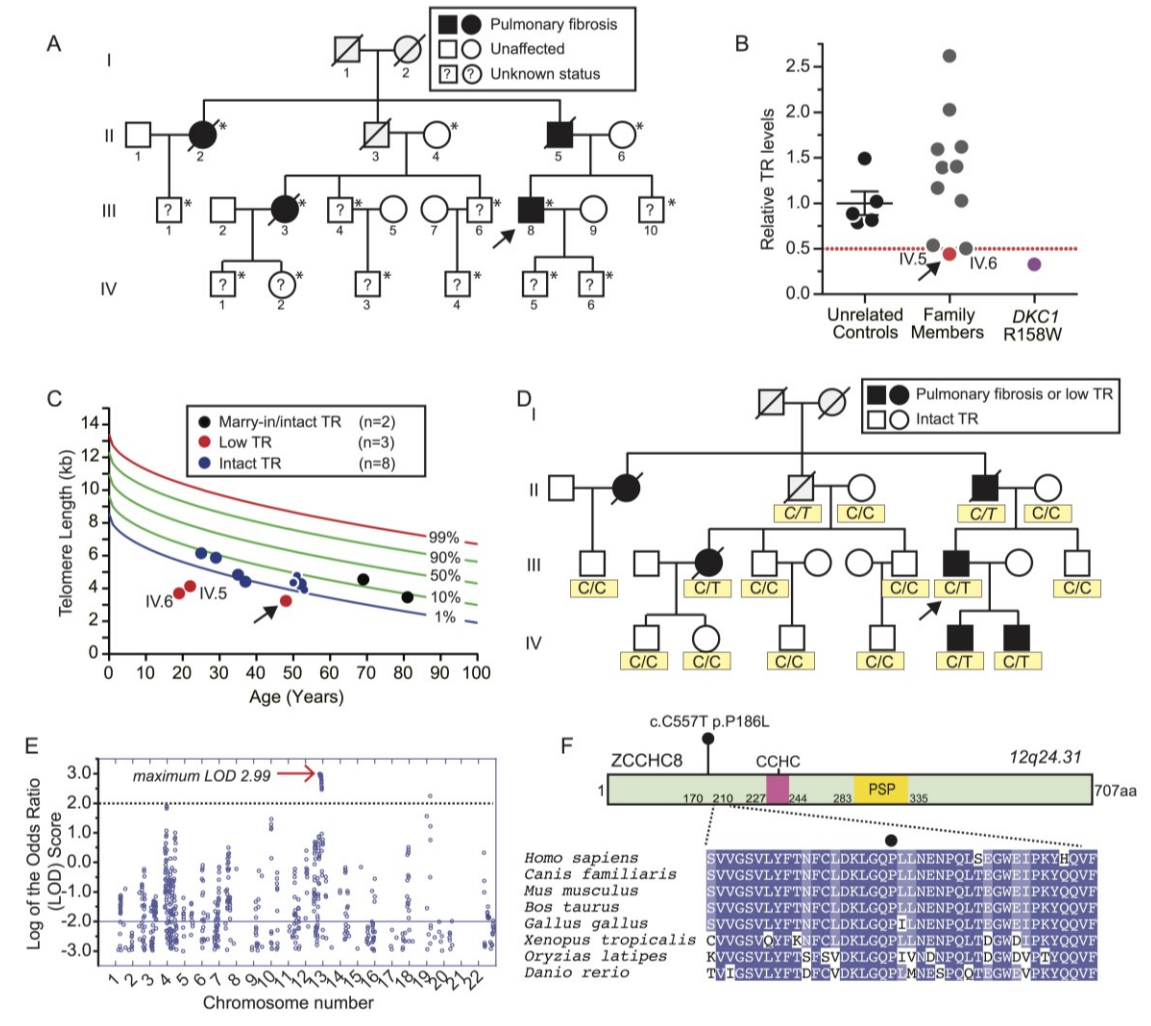 A
Pulmonary fibrosis
Unaffected
? ? Unknown status
I
1 2
II
* * *
1 2 3 4 5 6
III
? * * ? * ? * * ? *
1 2 3 4 5 7 6 8 9 10
IV
? * ? * ? * ? * ? * ? *
1 2 3 4 5 6
B
Relative TR levels
2.5
2.0
1.5
1.0
0.5
0.0
IV.5 IV.6
Unrelated Controls
Family Members
DKC1 R158W
C
Telomere Length (kb)
14
12
10
8
6
4
2
0
Marry-in/intact TR (n=2)
Low TR (n=3)
Intact TR (n=8)
99%
90%
50%
10%
1%
IV.6 IV.5
0 10 20 30 40 50 60 70 80 90 100
Age (Years)
D
Pulmonary fibrosis or low TR
Intact TR
I
II
C/T C/C C/T C/C
III
C/C C/T C/C C/C C/T C/C
IV
C/C C/C C/C C/C C/T C/T
E
Log of the Odds Ratio
(LOD) Score
3.0
2.0
1.0
0.0
-1.0
-2.0
-3.0
maximum LOD 2.99
1 2 3 4 5 6 7 8 9 10 11 12 13 14 15 16 17 18 19 20 21 22
Chromosome number
F
c.C557T p.P186L
ZCCHC8 CCHC 12q24.31
1 PSP 707aa
170 210 227 244 283 335
Homo sapiens SVVGSVLYFTNFCLDKLGQPLLNENPQLSEGWEIPKYHQVF
Canis familiaris SVVGSVLYFTNFCLDKLGQPLLNENPQLTEGWEIPKYQQVF
Mus musculus SVVGSVLYFTNFCLDKLGQPLLNENPQLTEGWEIPKYQQVF
Bos taurus SVVGSVLYFTNFCLDKLGQPLLNENPQLTEGWEIPKYQQVF
Gallus gallus SVVGSVLYFTNFCLDKLGQPILNENPQLTEGWEIPKYQQVF
Xenopus tropicalis CVVGSVQYFKNFCLDKLGQPLLNENPQLTDGWDIPKYQQVF
Oryzias latipes KVVGSVLYFTSFSVDKLGQPIVNDNPQLTDGWDVPTYQQVF
Danio rerio TVIGSVLYFTDFCVDKLGQPLMNESPQQTEGWEVPKYQQVF